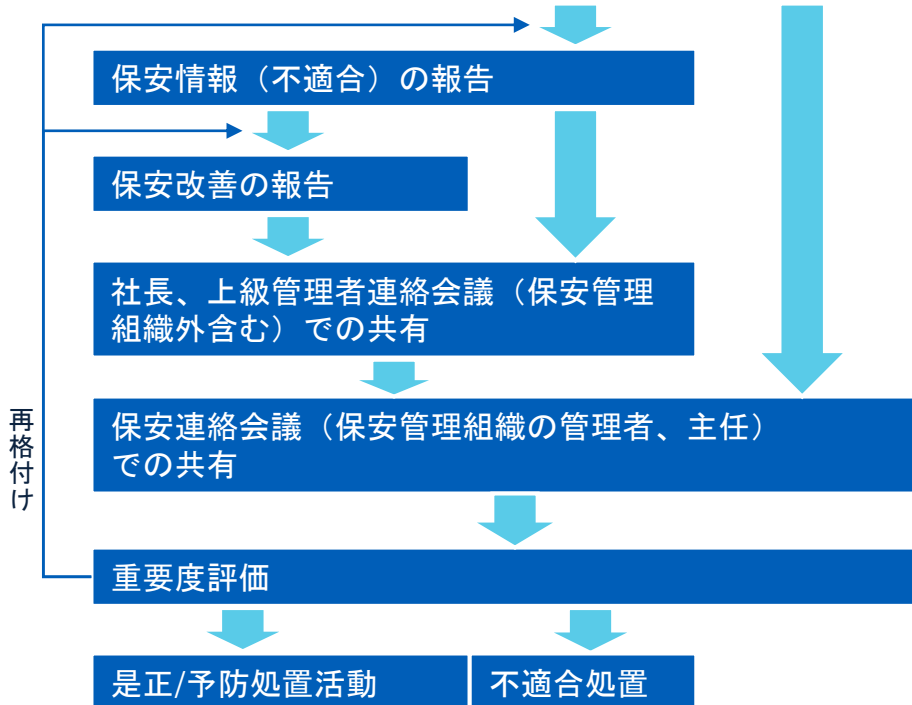 保安情報（不適合）の報告
保安改善の報告
社長、上級管理者連絡会議（保安管理
組織外含む）での共有
保安連絡会議（保安管理組織の管理者、主任）
での共有
再格付け
重要度評価
是正/予防処置活動
不適合処置